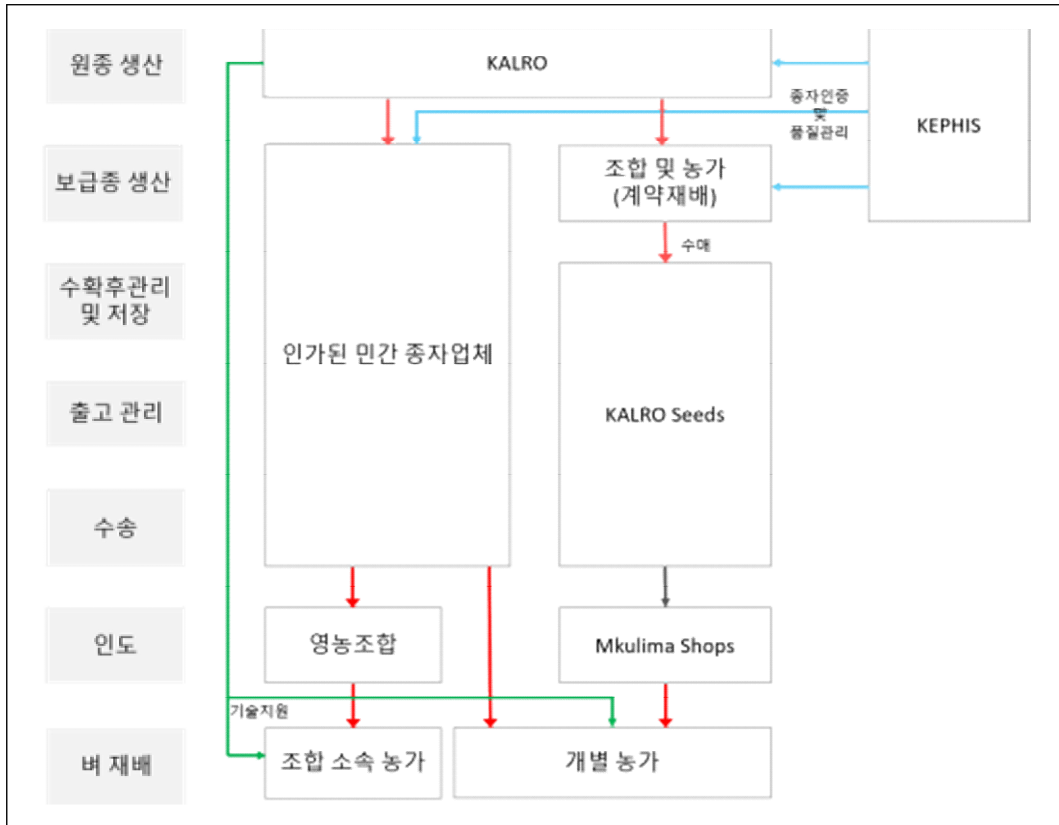 원종 생산
KALRO
종자인증
및
품질관리
KEPHIS
보급종 생산
조합 및 농가
(계약재배)
수매
수확후관리
및 저장
인가된 민간 종자업체
출고 관리
KALRO Seeds
수송
인도
영농조합
Mkulima Shops
기술지원
벼 재배
조합 소속 농가
개별 농가